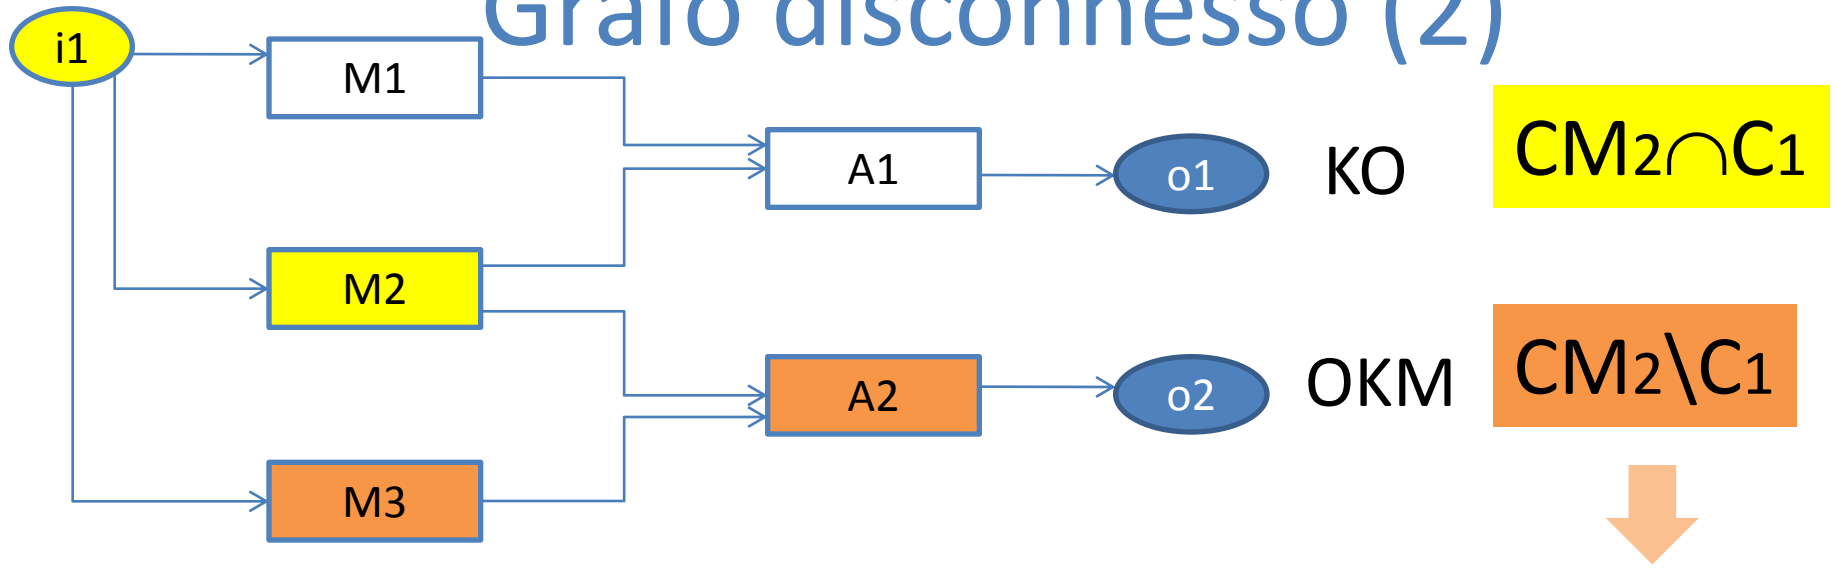 Grafo disconnesso (2)
i1
M1
A1
o1
KO
CM2∩C1
M2
A2
o2
OKM
CM2\C1
M3